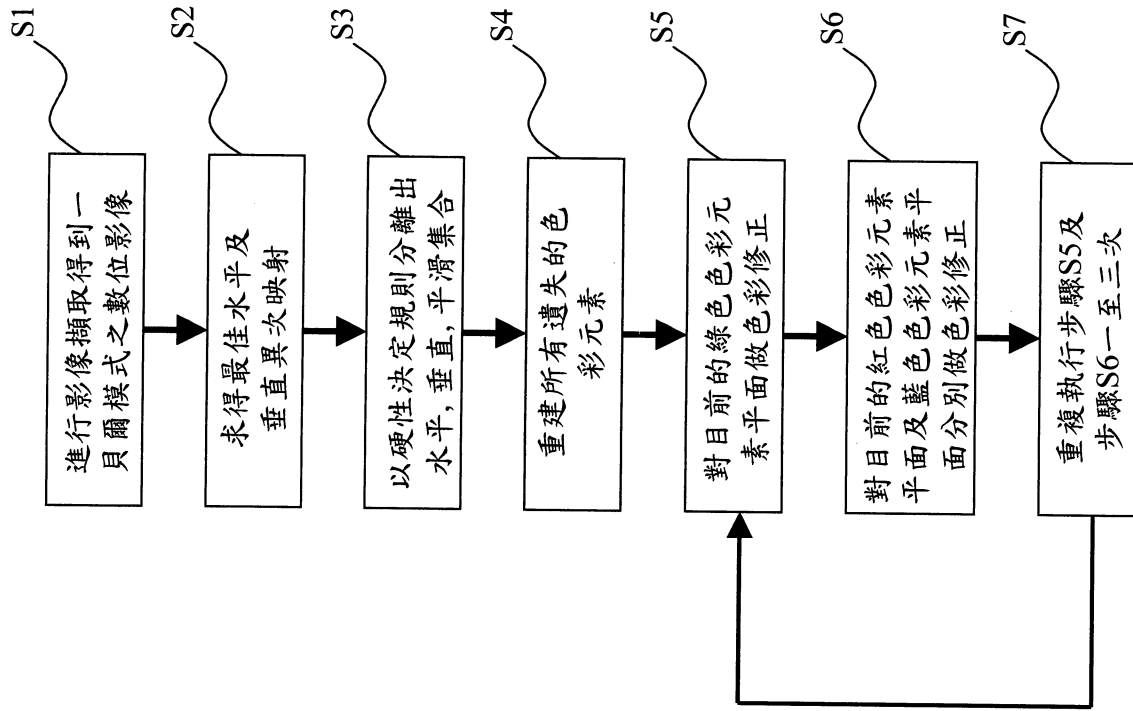 S1
進行影像擷取得到一
貝爾模式之數位影像
S2
求得最佳水平及
垂直異次映射
S3
以硬性決定規則分離出
水平,垂直,平滑集合
S4
重建所有遺失的色
彩元素
S5
對目前的綠色色彩元
素平面做色彩修正
S6
對目前的紅色色彩元素
平面及藍色色彩元素平
面分別做色彩修正
S7
重複執行步驟S5及
步驟S6一至三次